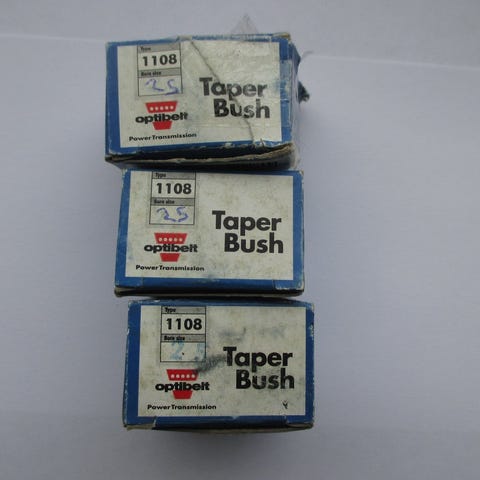 Type
1108
Bore size
25
Taper
Bush
optibelt
Power Transmission
Type
1108
Bore size
25
Taper
Bush
optibelt
Power Transmission
Type
1108
Bore size
25
Taper
Bush
optibelt
Power Transmission